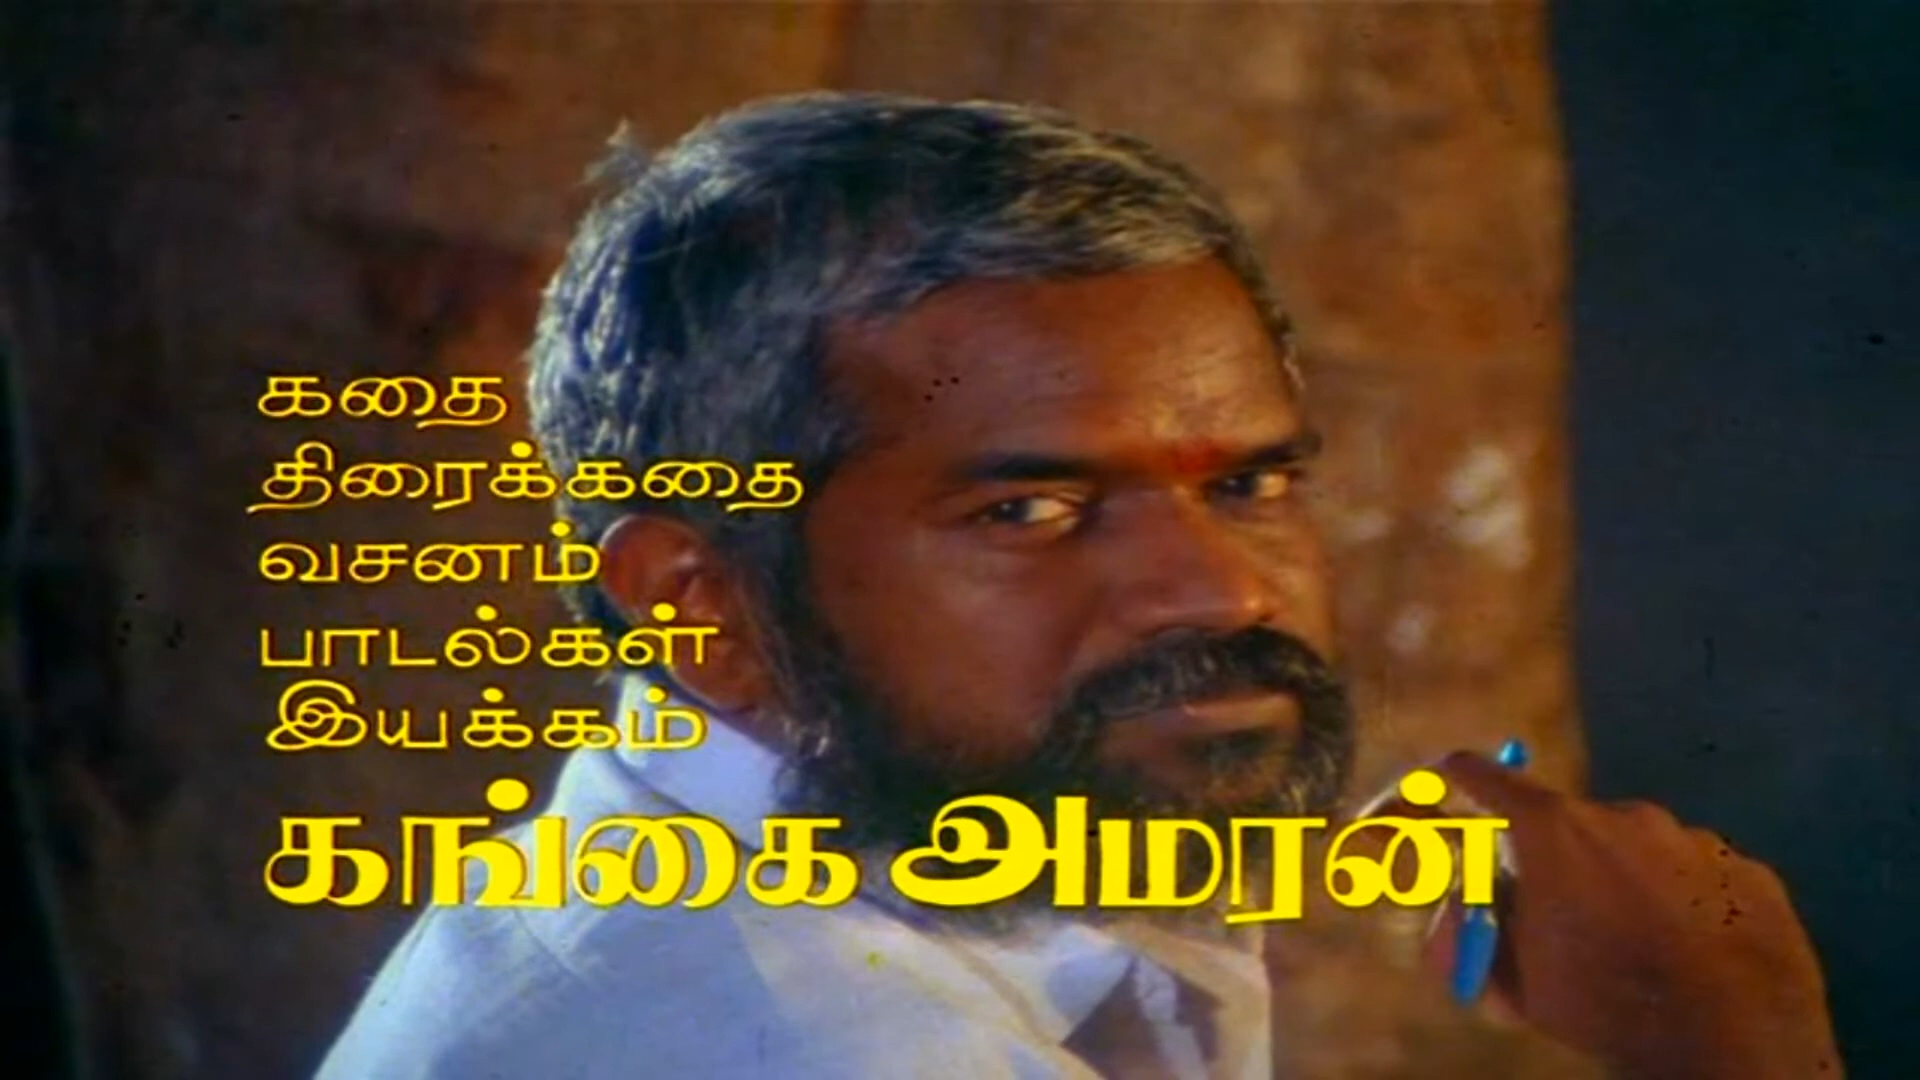 கதை
திரைக்கதை
வசனம்
பாடல்கள்
இயக்கம்
கங்கை அமரன்